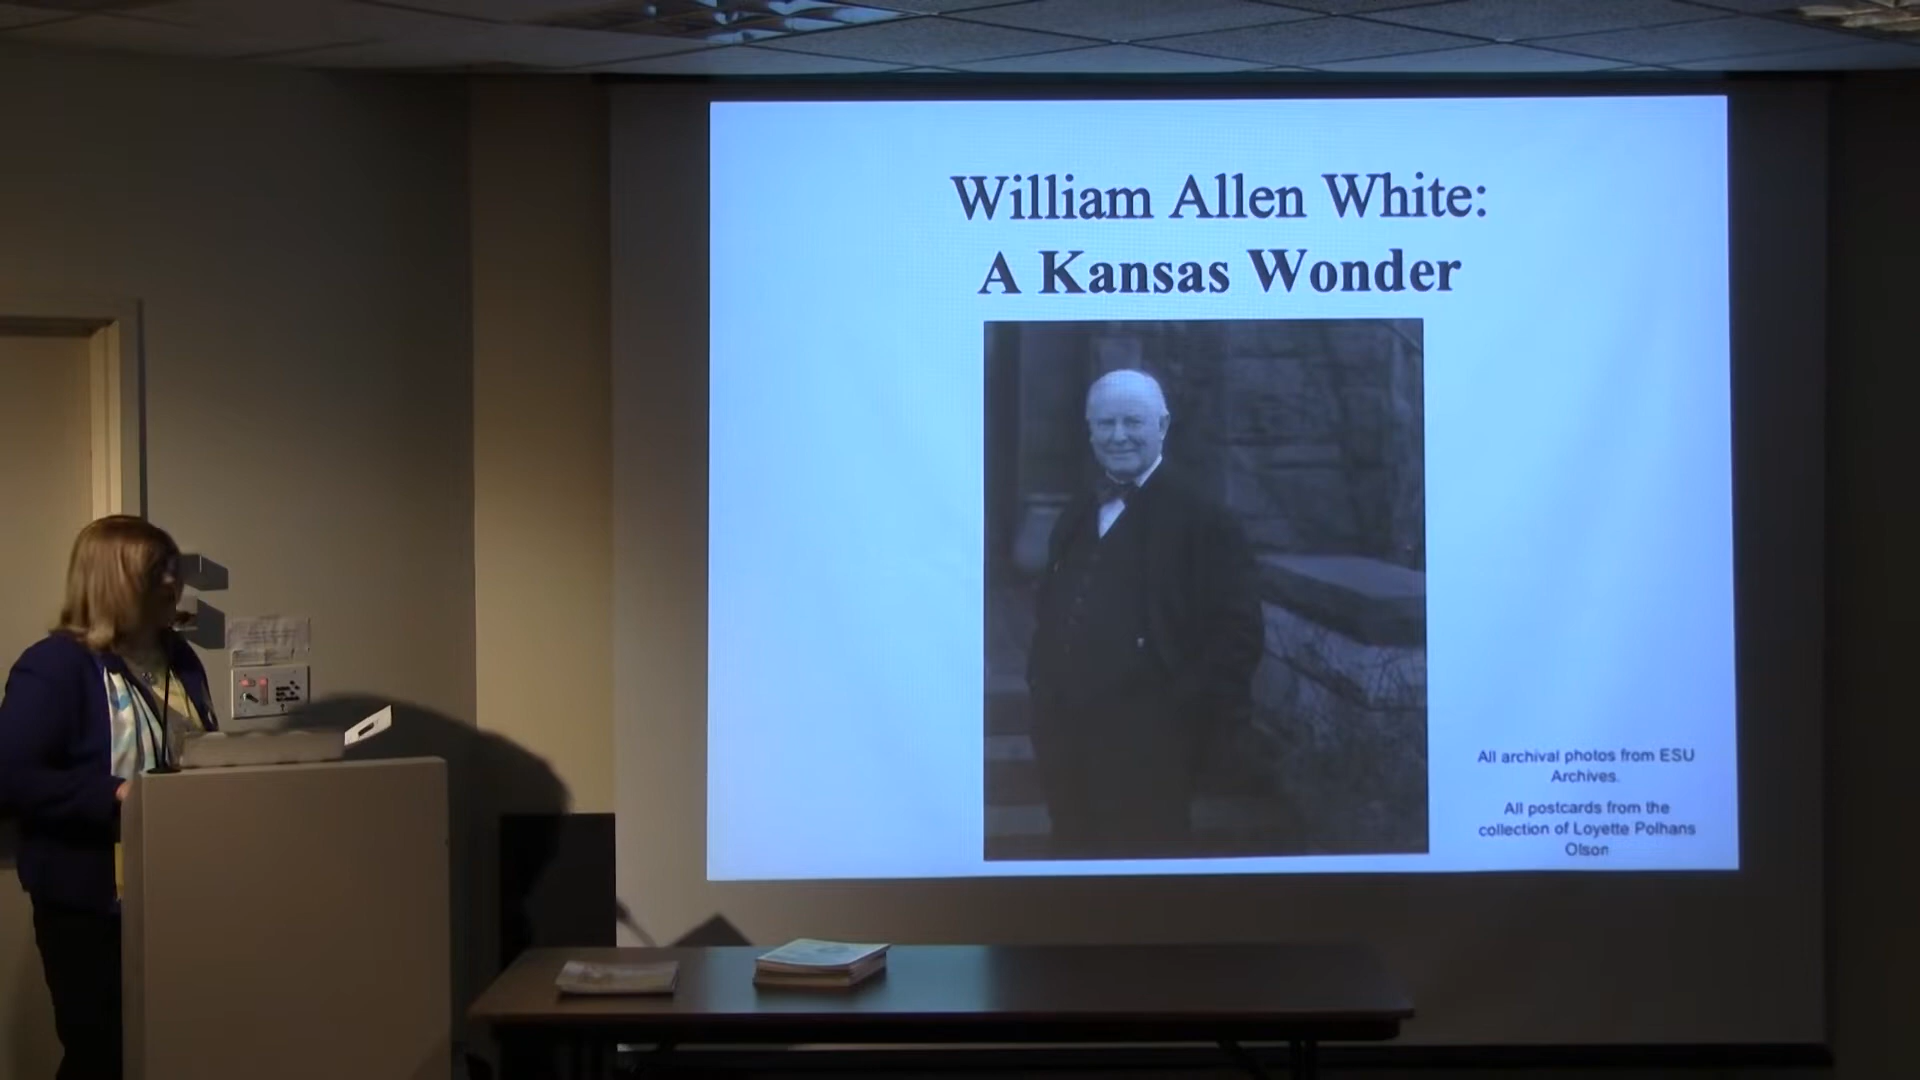 William Allen White:
A Kansas Wonder
All archival photos from ESU
Archives.
All postcards from the
collection of Loyette Polhans
Olson